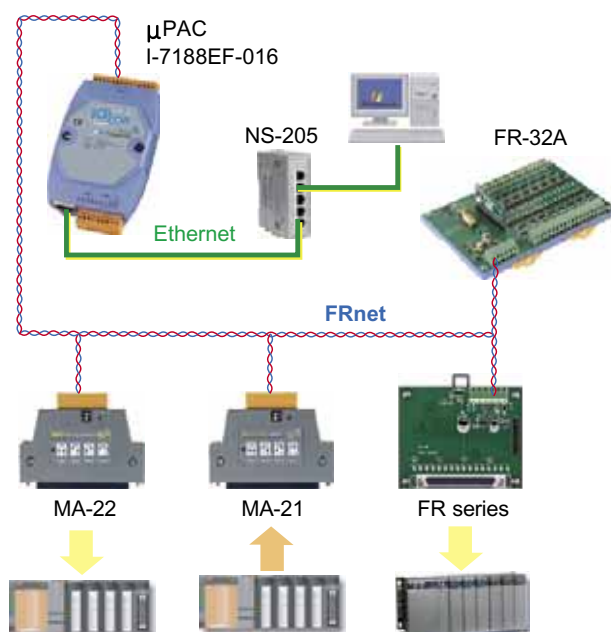 μPAC
I-7188EF-016
NS-205
FR-32A
Ethernet
FRnet
MA-22
MA-21
FR series